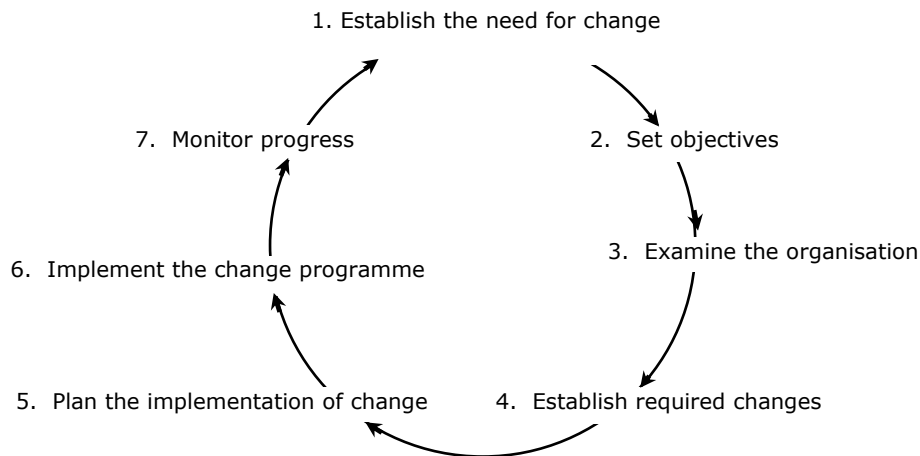 1. Establish the need for change
2. Set objectives
3. Examine the organisation
4. Establish required changes
5. Plan the implementation of change
6. Implement the change programme
7. Monitor progress